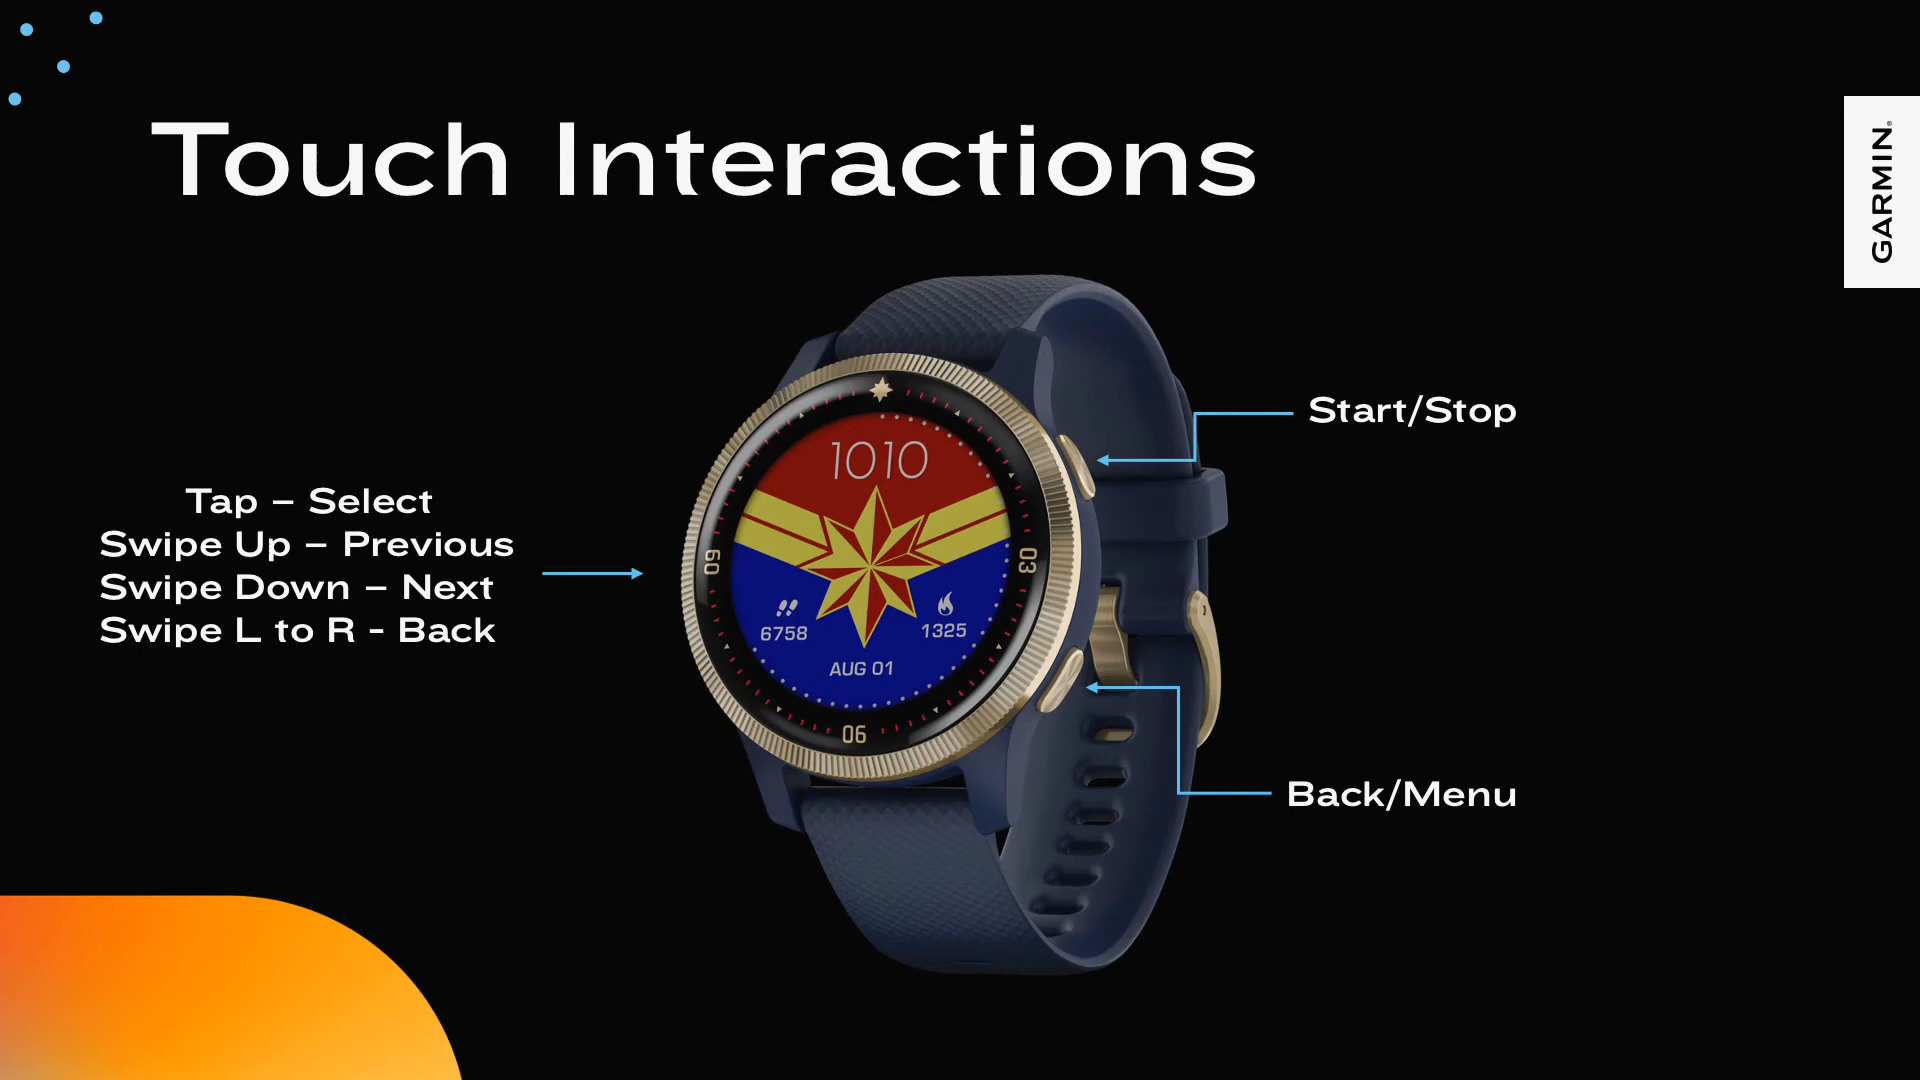 Touch Interactions
GARMIN®
Tap – Select
Swipe Up – Previous
Swipe Down – Next
Swipe L to R - Back
Start/Stop
Back/Menu
1010
09
03
6758
1325
AUG 01
06